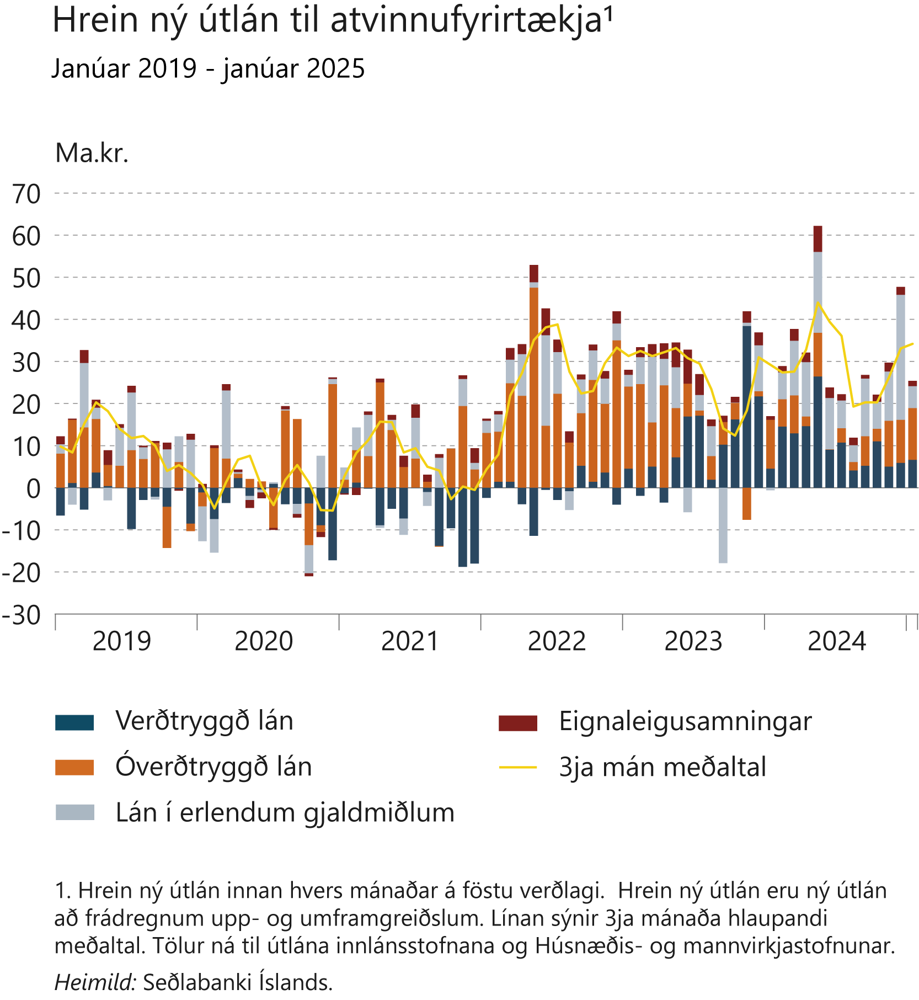 Hrein ný útlán til atvinnufyrirtækja¹
Janúar 2019 - janúar 2025
Ma.kr.
70
60
50
40
30
20
10
0
-10
-20
-30
2019 2020 2021 2022 2023 2024
Verðtryggð lán
Óverðtryggð lán
Lán í erlendum gjaldmiðlum
Eignaleigusamningar
3ja mán meðaltal
1. Hrein ný útlán innan hvers mánaðar á föstu verðlagi. Hrein ný útlán eru ný útlán
að frádregnum upp- og umframgreiðslum. Línan sýnir 3ja mánaða hlaupandi
meðaltal. Tölur ná til útlána innlánsstofnana og Húsnæðis- og mannvirkjastofnunar.
Heimild: Seðlabanki Íslands.